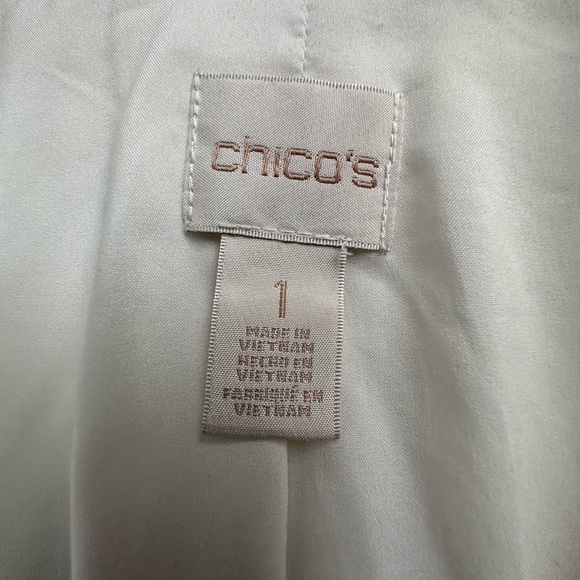 chico's
1
MADE IN
VIETNAM
HECHO EN
VIETNAM
FABRIQUÉ EN
VIETNAM